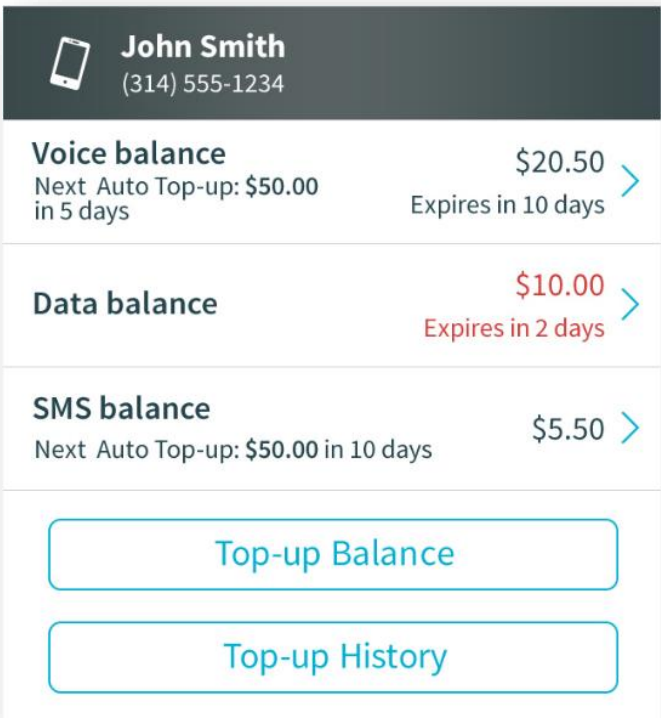 John Smith
(314) 555-1234
Voice balance
Next Auto Top-up: $50.00
in 5 days
$20.50
Expires in 10 days
Data balance
$10.00
Expires in 2 days
SMS balance
Next Auto Top-up: $50.00 in 10 days
$5.50
Top-up Balance
Top-up History